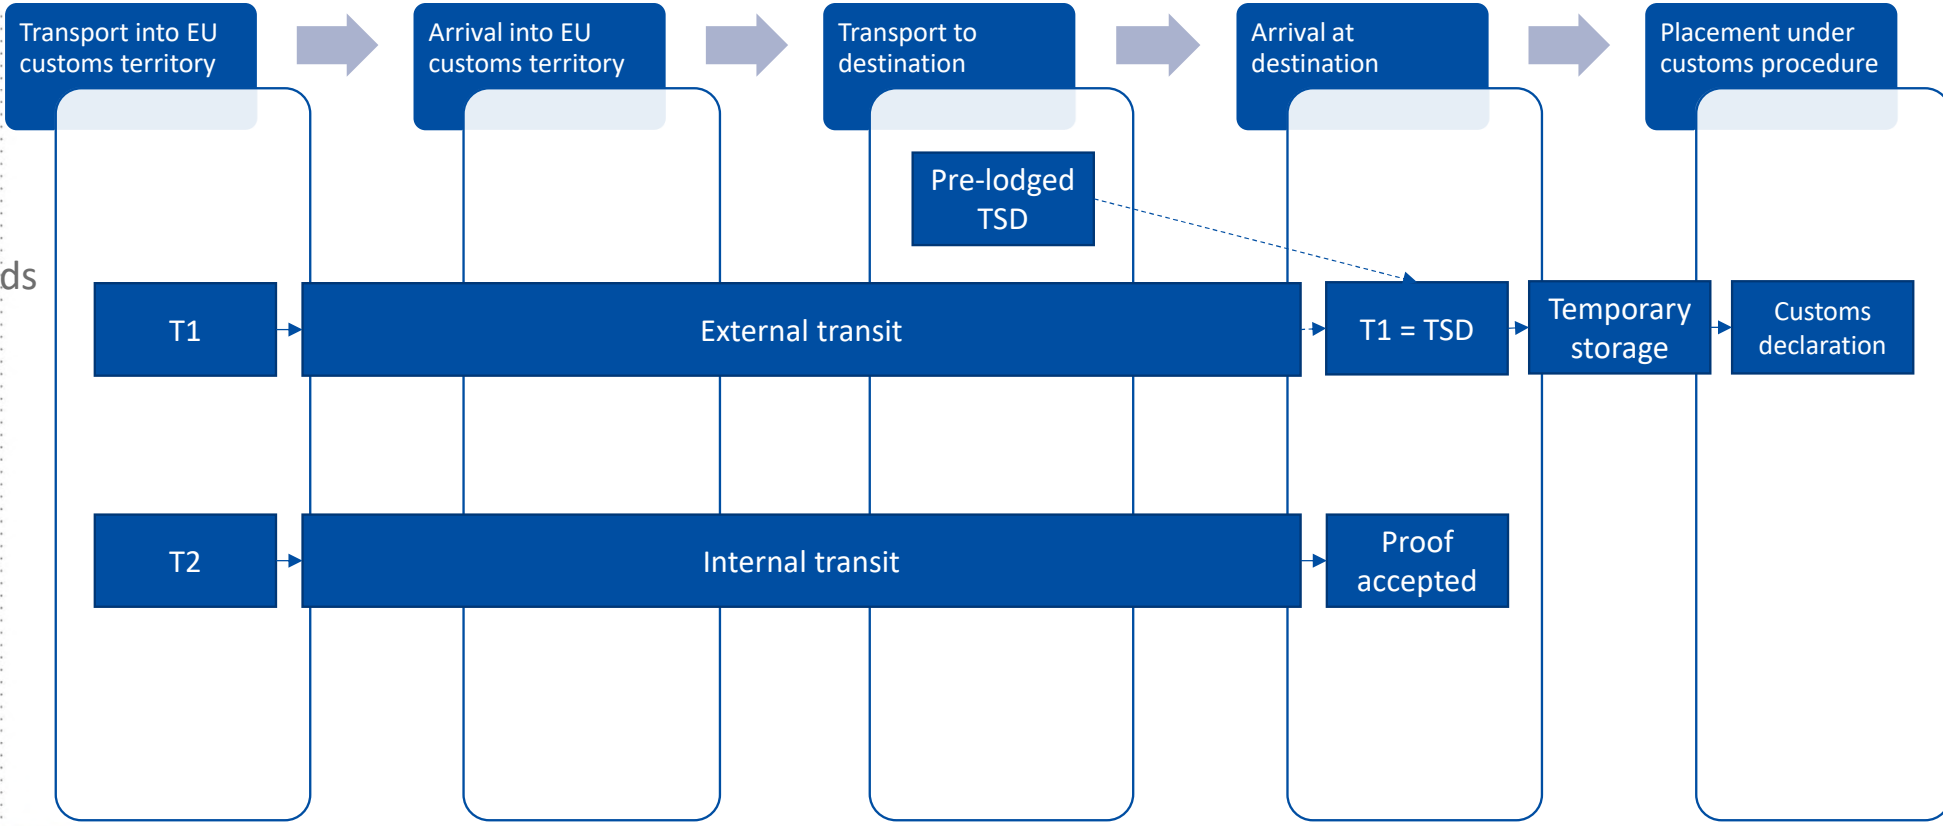 Transport into EU
customs territory
Arrival into EU
customs territory
Transport to
destination
Arrival at
destination
Placement under
customs procedure
Pre-lodged
TSD
ds
T1
External transit
T1 = TSD
Temporary
storage
Customs
declaration
T2
Internal transit
Proof
accepted